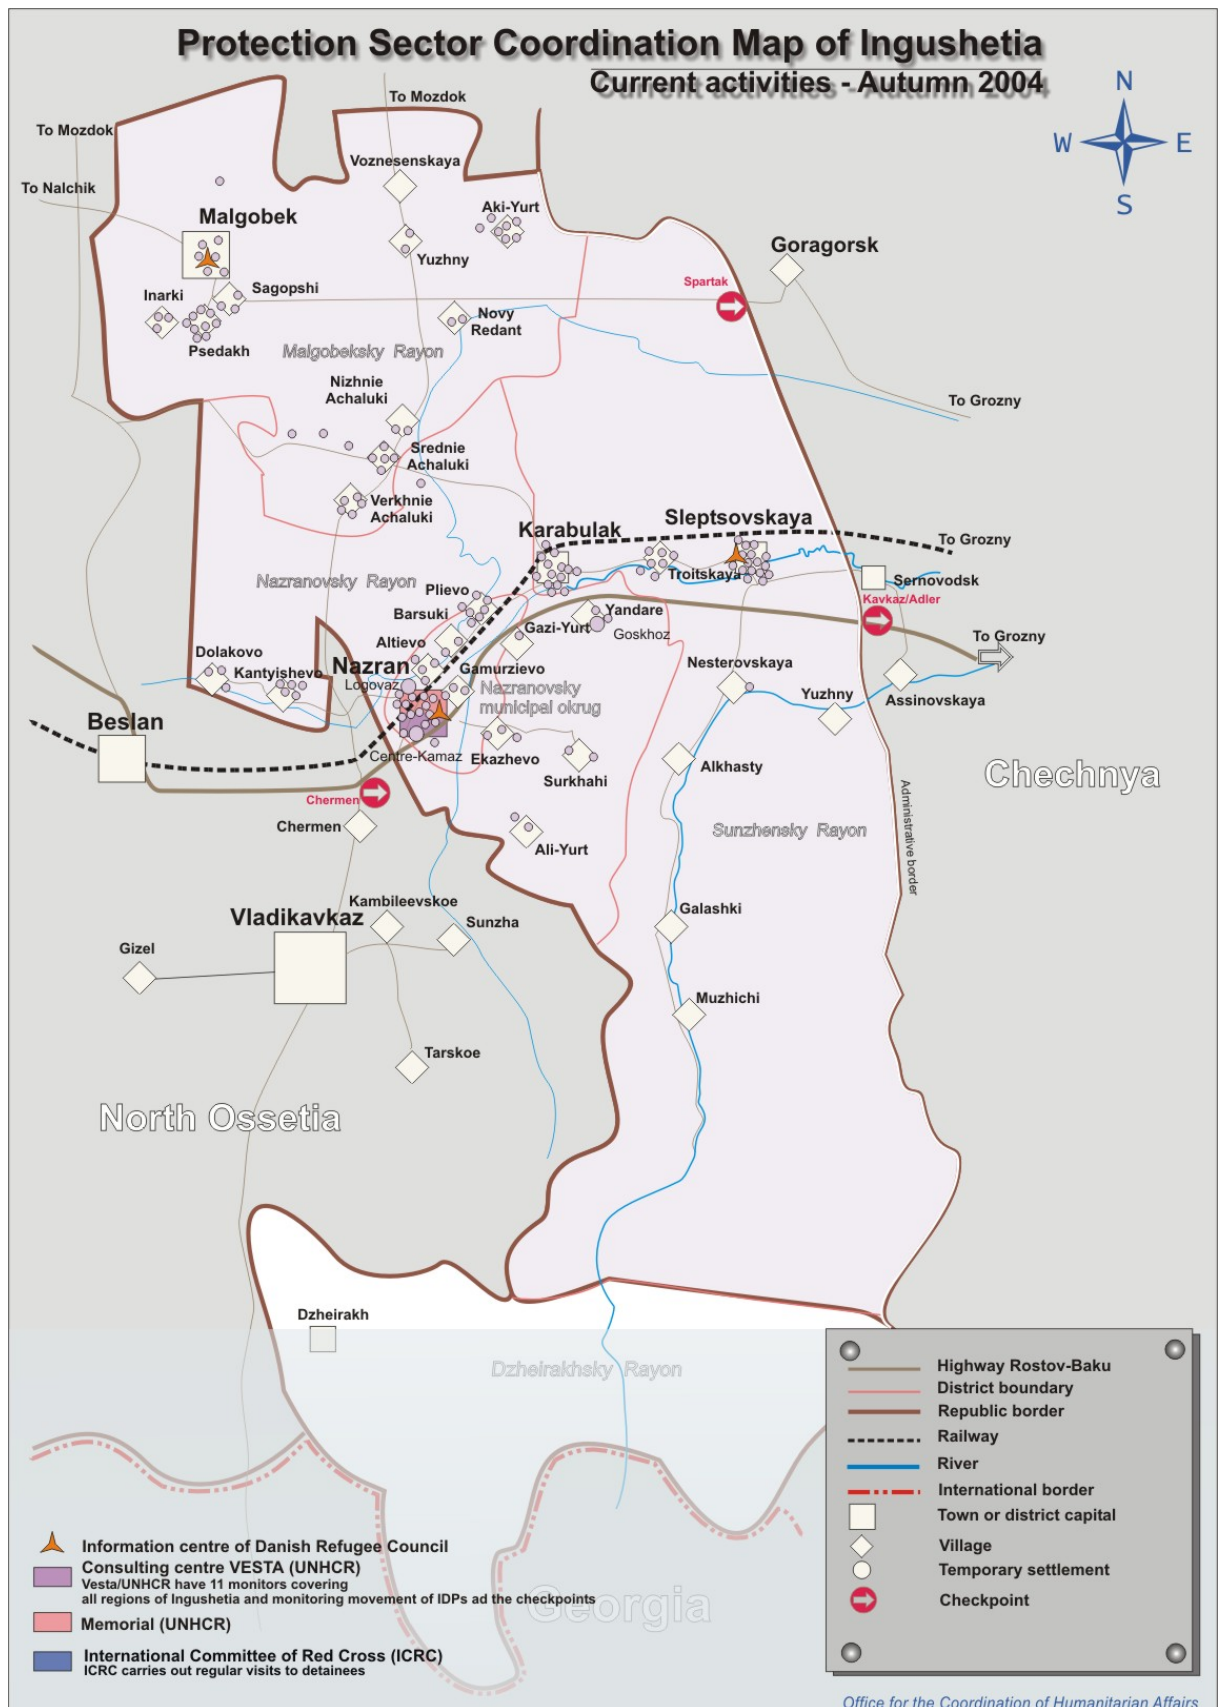 Protection Sector Coordination Map of Ingushetia
Current activities - Autumn 2004
N
W
E
S
To Mozdok
To Mozdok
To Nalchik
Voznesenskaya
Malgobek
Aki-Yurt
Yuzhny
Goragorsk
Spartak
Inarki
Sagopshi
Novy
Redant
Psedakh
Malgobeksky Rayon
Nizhnie
Achaluki
To Grozny
Srednie
Achaluki
Verkhnie
Achaluki
Karabulak
Sleptsovskaya
To Grozny
Troitskaya
Sernovodsk
Nazranovsky Rayon
Plievo
Kavkaz/Adler
Barsuki
Yandare
Gazi-Yurt
Goskhoz
Altievo
To Grozny
Dolakovo
Nazran
Gamurzievo
Nesterovskaya
Kantyishevo
Logovaz
Nazranovsky
municipal okrug
Yuzhny
Assinovskaya
Beslan
Centre-Kamaz
Ekazhevo
Surkhahi
Alkhasty
Chechnya
Chermen
Chermen
Administrative border
Sunzhensky Rayon
Ali-Yurt
Kambileevskoe
Vladikavkaz
Sunzha
Galashki
Gizel
Muzhichi
Tarskoe
North Ossetia
Dzheirakh
Dzheirakhsky Rayon
Georgia
Highway Rostov-Baku
District boundary
Republic border
Railway
River
International border
Town or district capital
Village
Temporary settlement
Checkpoint
Information centre of Danish Refugee Council
Consulting centre VESTA (UNHCR)
Vesta/UNHCR have 11 monitors covering
all regions of Ingushetia and monitoring movement of IDPs ad the checkpoints
Memorial (UNHCR)
International Committee of Red Cross (ICRC)
ICRC carries out regular visits to detainees
Office for the Coordination of Humanitarian Affairs